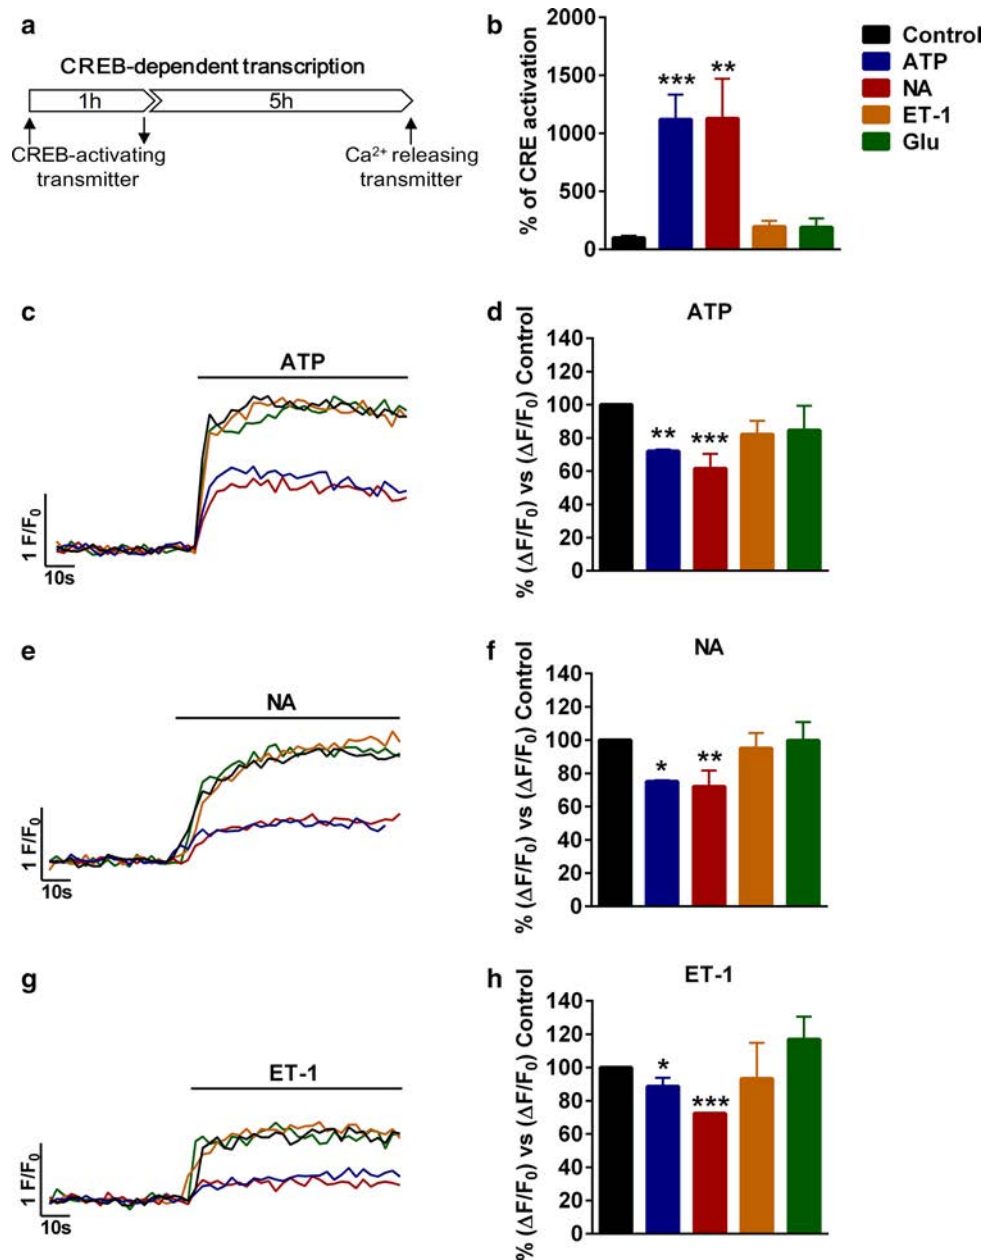 a
CREB-dependent transcription
1h
5h
CREB-activating
transmitter
Ca²⁺ releasing
transmitter
b
% of CRE activation
2000
1500
1000
500
0
***
**
Control
ATP
NA
ET-1
Glu
c
ATP
1 F/F₀
10s
d
ATP
% (ΔF/F₀) vs (ΔF/F₀) Control
140
120
100
80
60
40
20
0
**
***
e
NA
1 F/F₀
10s
f
NA
% (ΔF/F₀) vs (ΔF/F₀) Control
140
120
100
80
60
40
20
0
*
**
g
ET-1
1 F/F₀
10s
h
ET-1
% (ΔF/F₀) vs (ΔF/F₀) Control
140
120
100
80
60
40
20
0
*
***